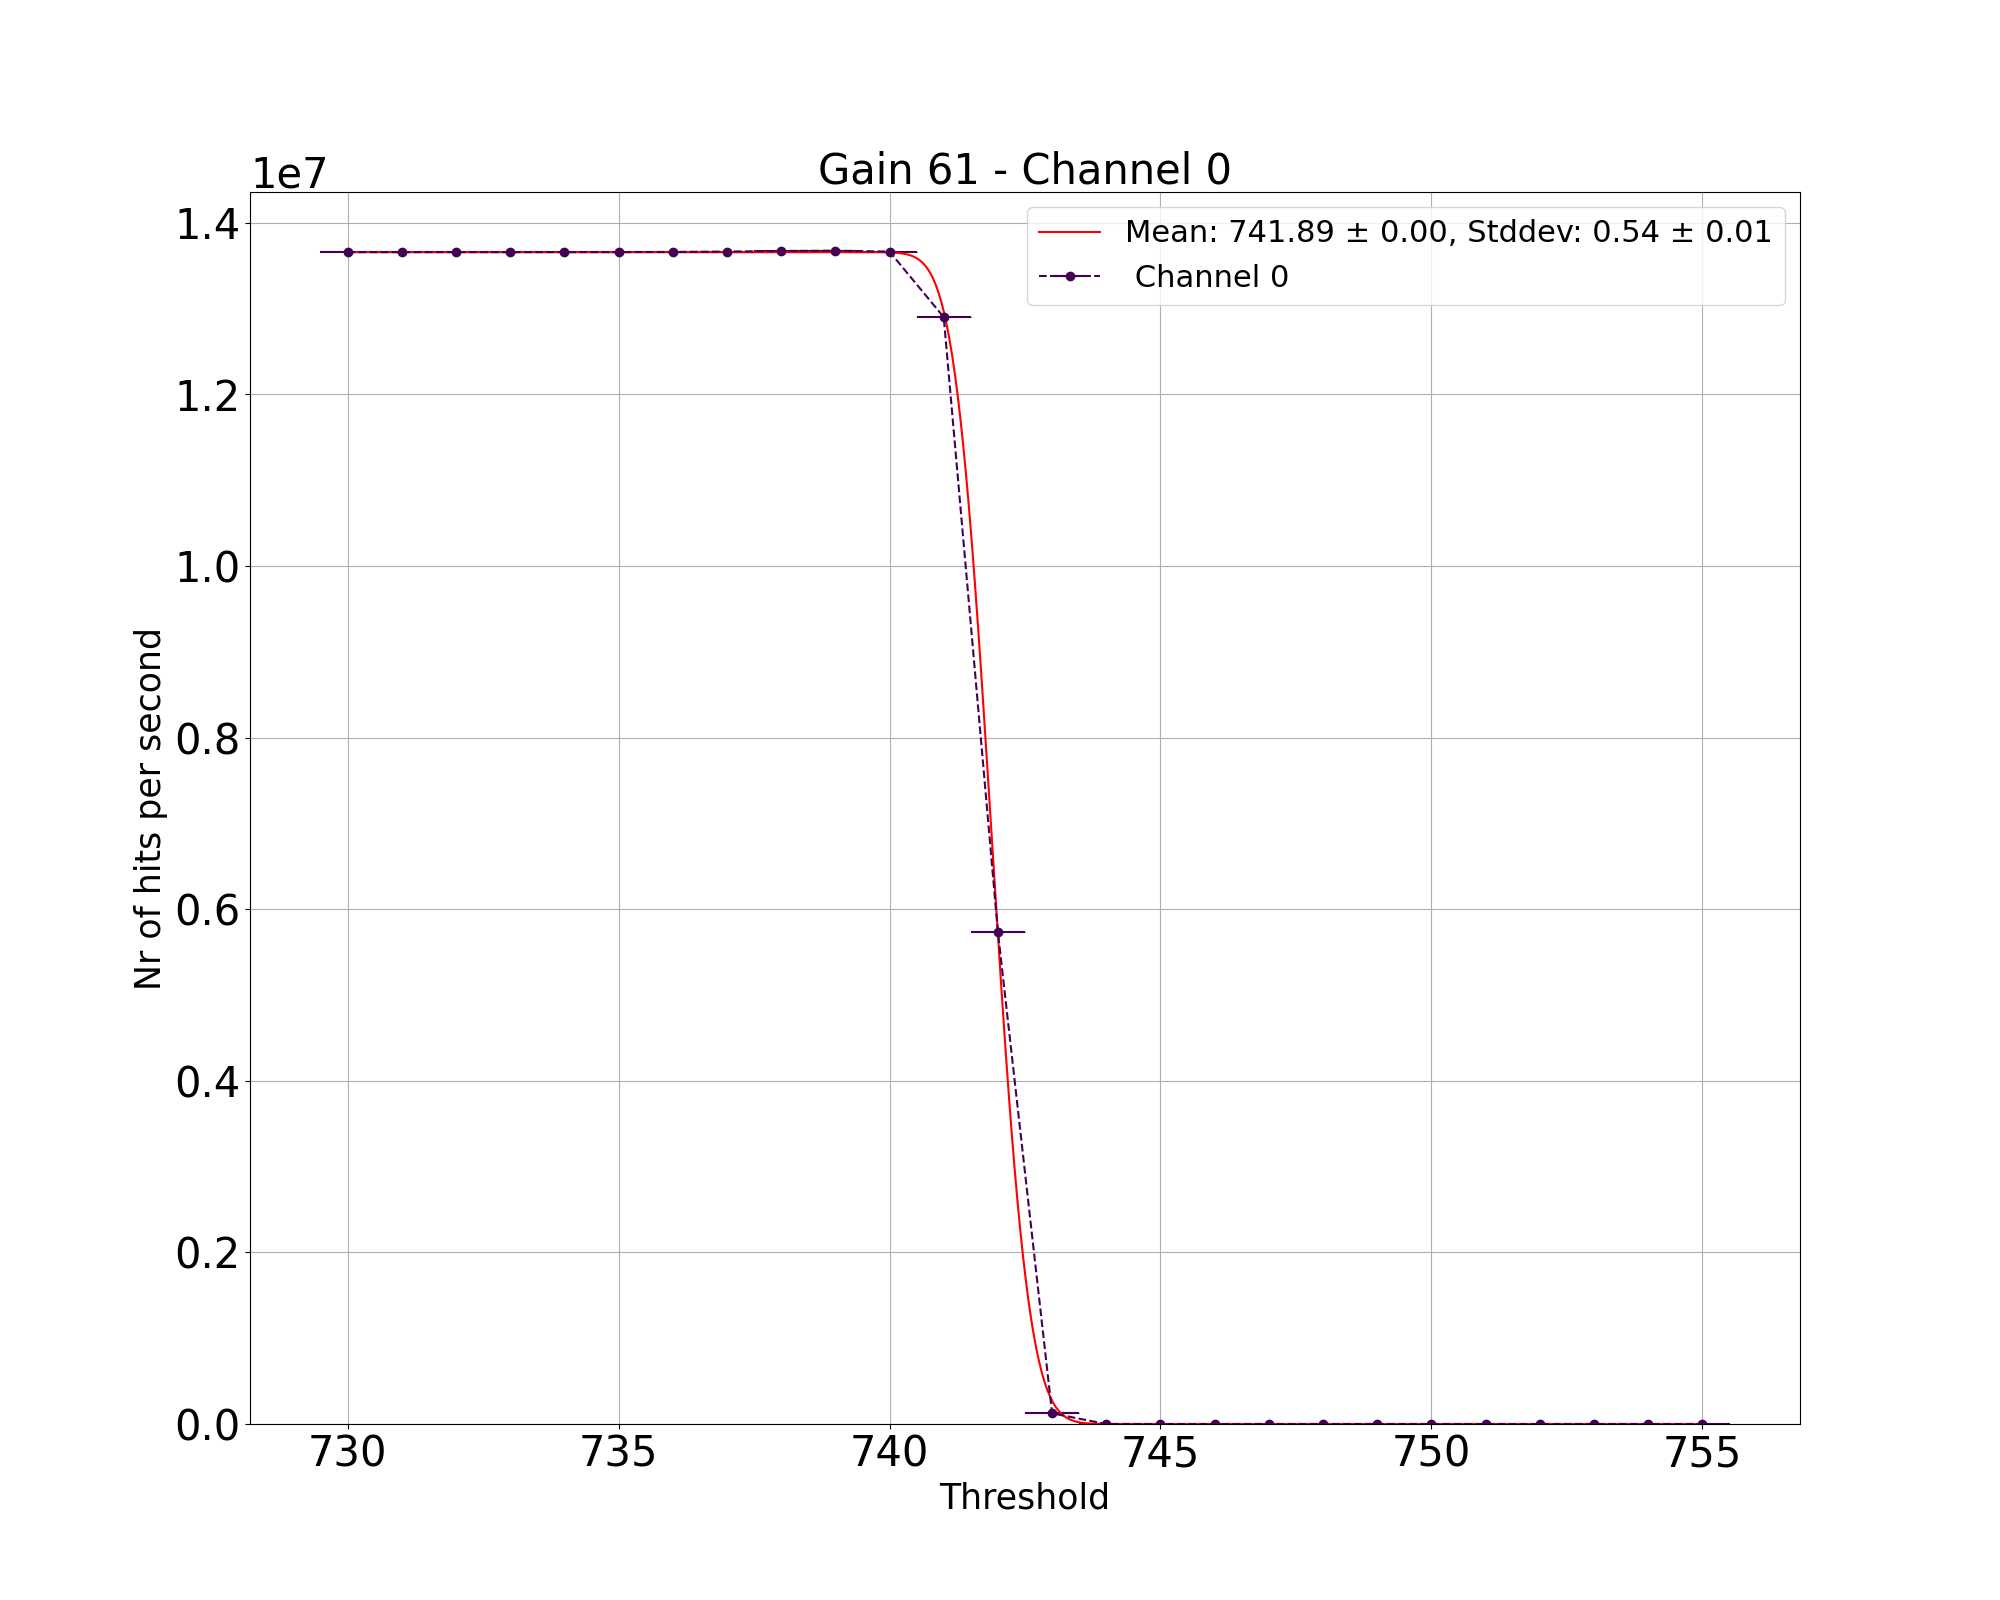 Gain 61 - Channel 0
1e7
Mean: 741.89 ± 0.00, Stddev: 0.54 ± 0.01
Channel 0
1.4
1.2
1.0
0.8
0.6
0.4
0.2
0.0
Nr of hits per second
730 735 740 745 750 755
Threshold